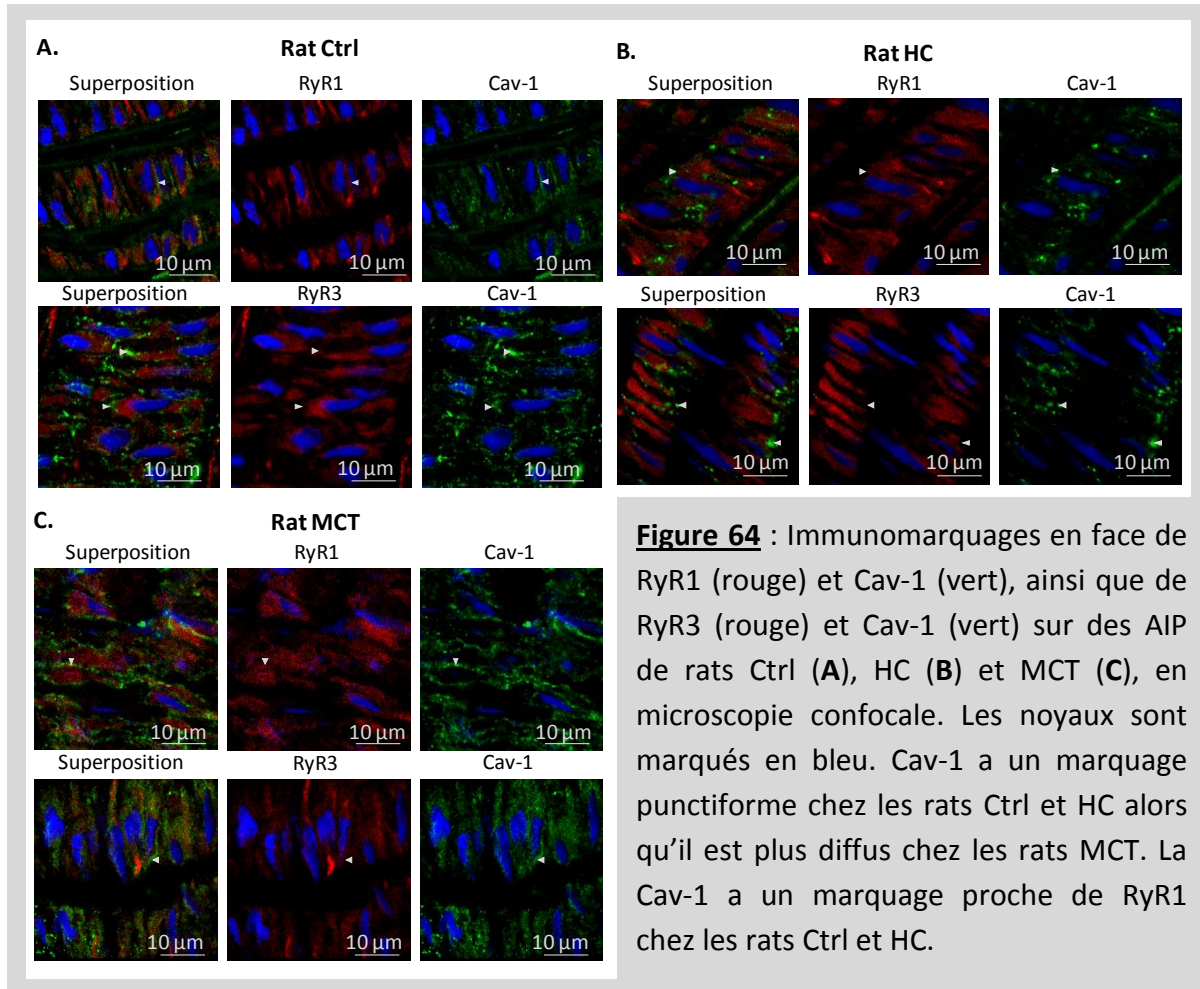 A.
Rat Ctrl
Superposition RyR1 Cav-1
10 µm 10 µm 10 µm
Superposition RyR3 Cav-1
10 µm 10 µm 10 µm
B.
Rat HC
Superposition RyR1 Cav-1
10 µm 10 µm 10 µm
Superposition RyR3 Cav-1
10 µm 10 µm 10 µm
C.
Rat MCT
Superposition RyR1 Cav-1
10 µm 10 µm 10 µm
Superposition RyR3 Cav-1
10 µm 10 µm 10 µm
Figure 64 : Immunomarquages en face de
RyR1 (rouge) et Cav-1 (vert), ainsi que de
RyR3 (rouge) et Cav-1 (vert) sur des AIP
de rats Ctrl (A), HC (B) et MCT (C), en
microscopie confocale. Les noyaux sont
marqués en bleu. Cav-1 a un marquage
punctiforme chez les rats Ctrl et HC alors
qu’il est plus diffus chez les rats MCT. La
Cav-1 a un marquage proche de RyR1
chez les rats Ctrl et HC.